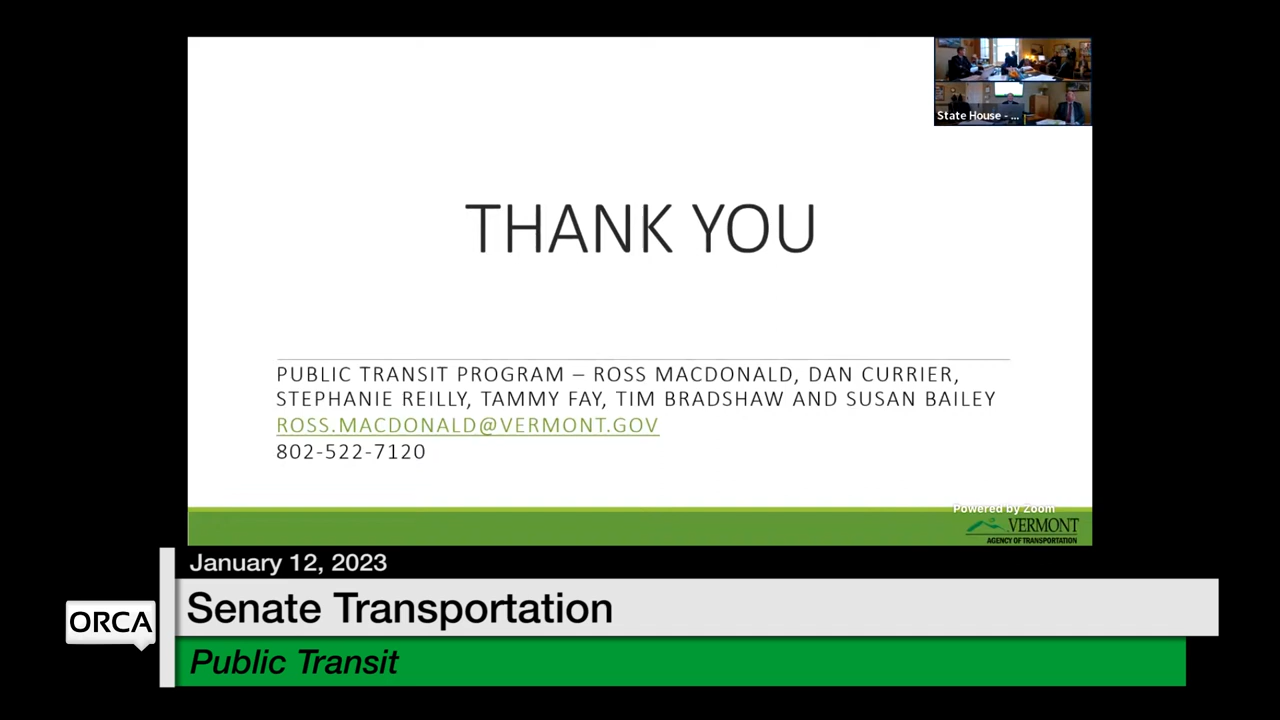 State House - ...
THANK YOU
PUBLIC TRANSIT PROGRAM – ROSS MACDONALD, DAN CURRIER,
STEPHANIE REILLY, TAMMY FAY, TIM BRADSHAW AND SUSAN BAILEY
ROSS.MACDONALD@VERMONT.GOV
802-522-7120
Powered by Zoom
VERMONT
AGENCY OF TRANSPORTATION
January 12, 2023
Senate Transportation
ORCA
Public Transit